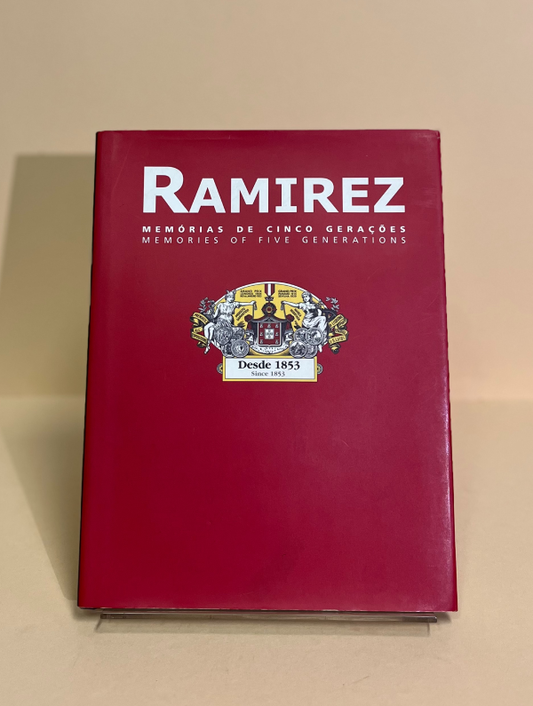 RAMIREZ
MEMÓRIAS DE CINCO GERAÇÕES
MEMORIES OF FIVE GENERATIONS
Desde 1853
Since 1853